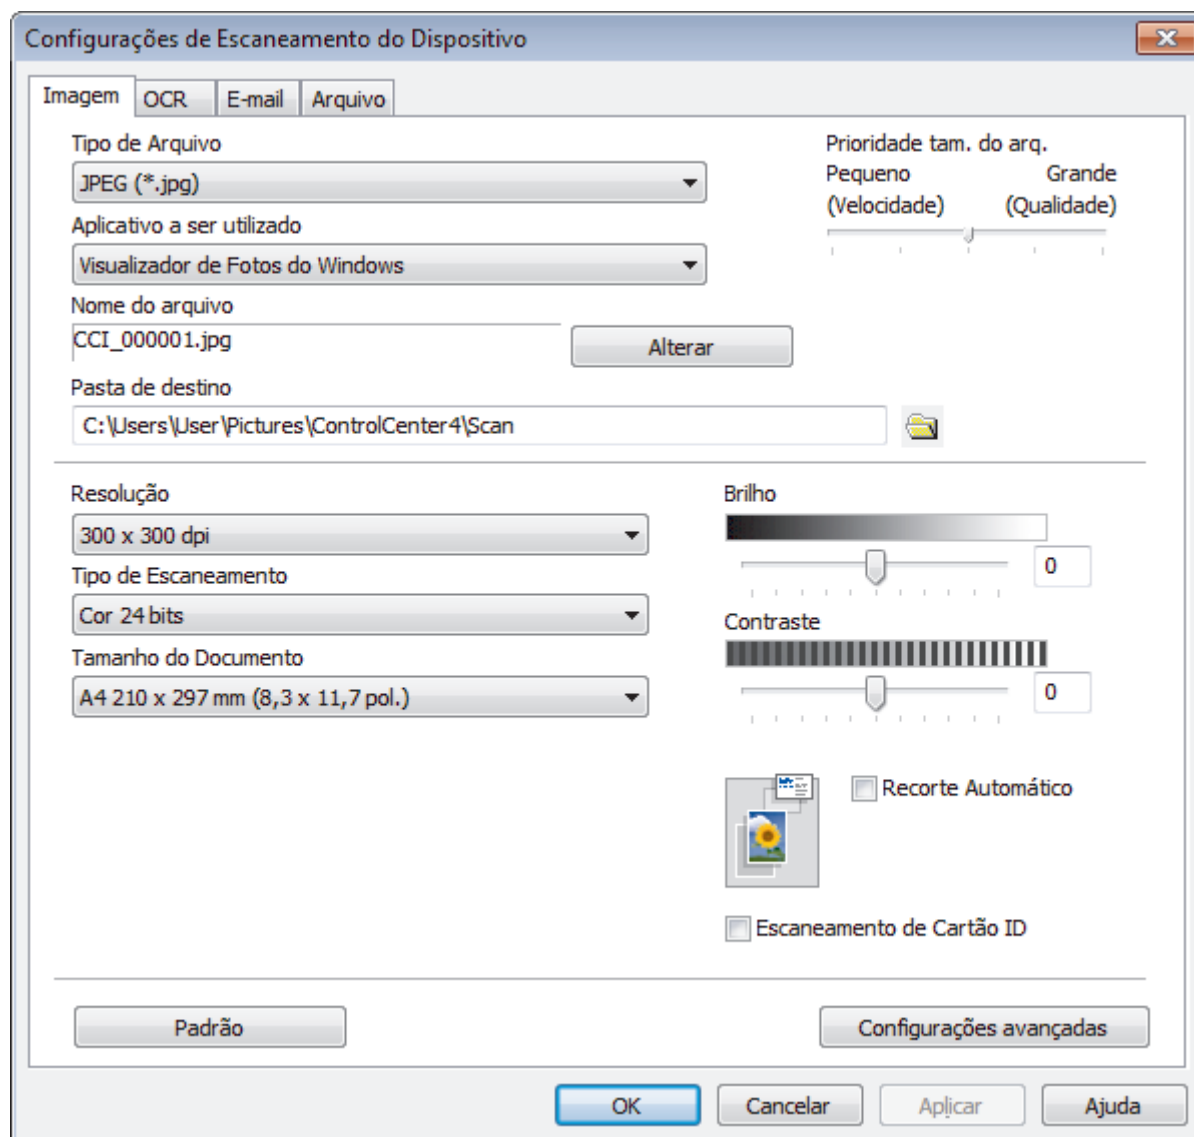 Configurações de Escaneamento do Dispositivo
Imagem OCR E-mail Arquivo
Tipo de Arquivo
JPEG (*.jpg)
Aplicativo a ser utilizado
Visualizador de Fotos do Windows
Nome do arquivo
CCI_000001.jpg
Alterar
Pasta de destino
C:\Users\User\Pictures\ControlCenter4\Scan
Prioridade tam. do arq.
Pequeno Grande
(Velocidade) (Qualidade)
Resolução
300 x 300 dpi
Tipo de Escaneamento
Cor 24 bits
Tamanho do Documento
A4 210 x 297 mm (8,3 x 11,7 pol.)
Brilho
0
Contraste
0
Recorte Automático
Escaneamento de Cartão ID
Padrão Configurações avançadas
OK Cancelar Aplicar Ajuda